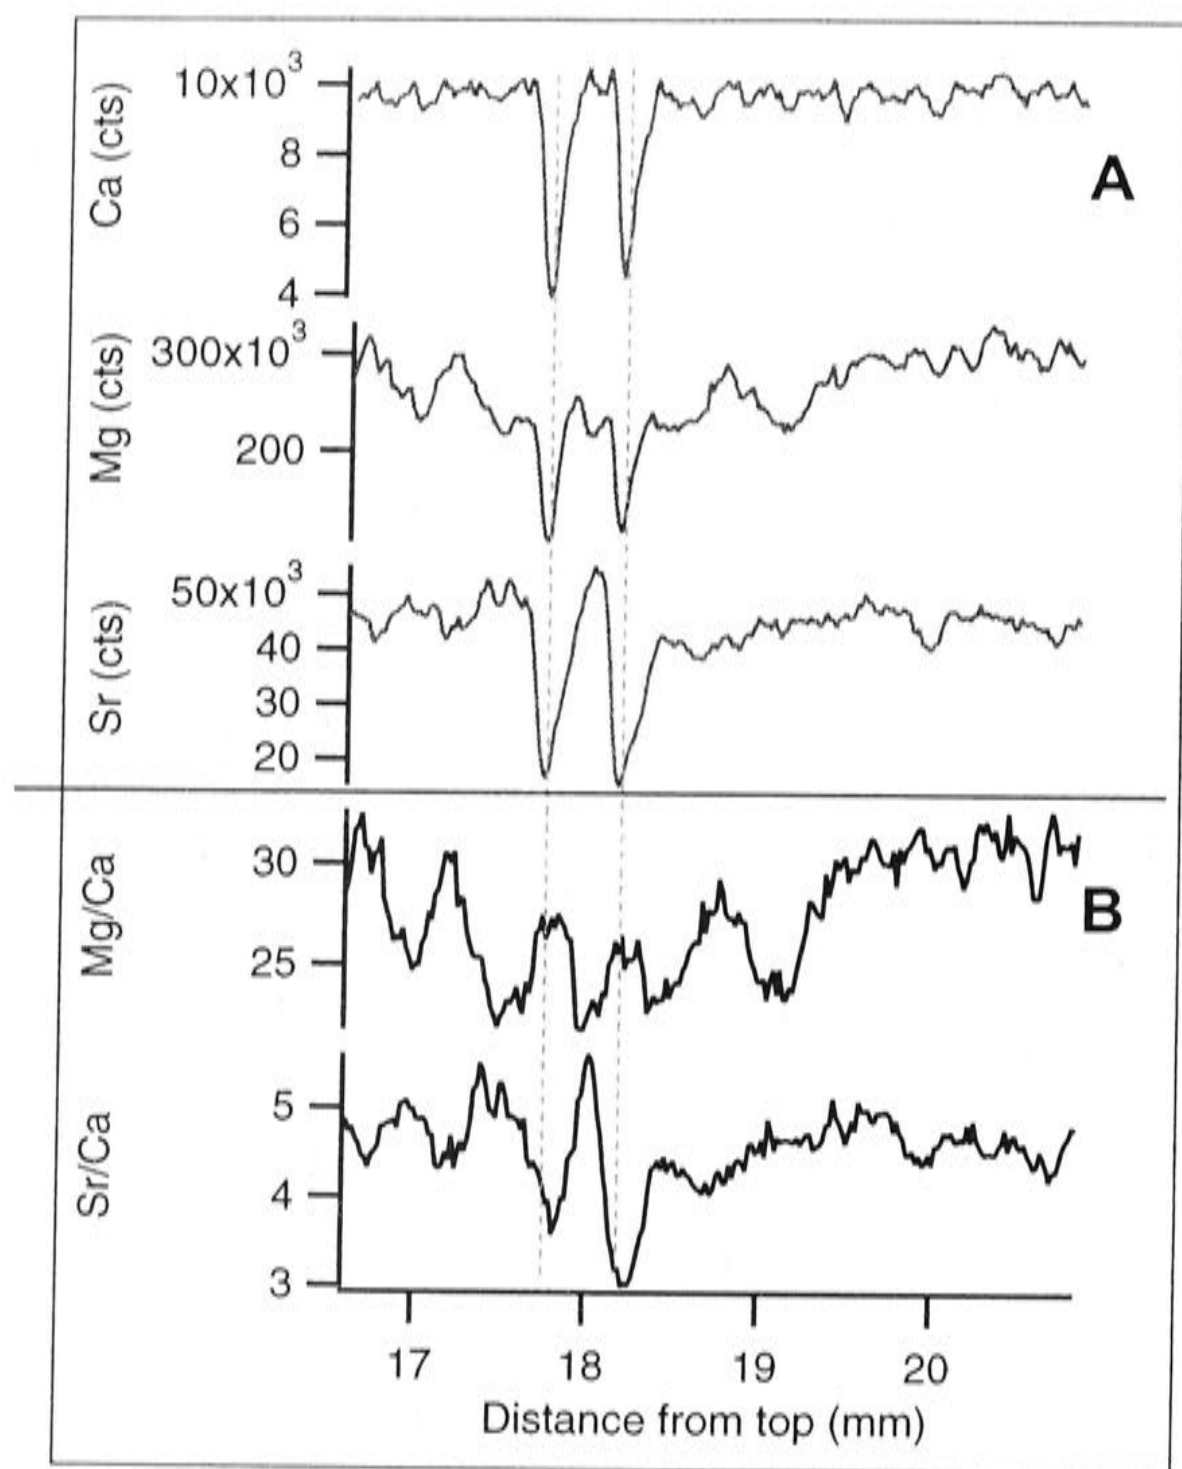 Ca (cts)
10x10³
8
6
4
A
Mg (cts)
300x10³
200
Sr (cts)
50x10³
40
30
20
Mg/Ca
30
25
B
Sr/Ca
5
4
3
17 18 19 20
Distance from top (mm)